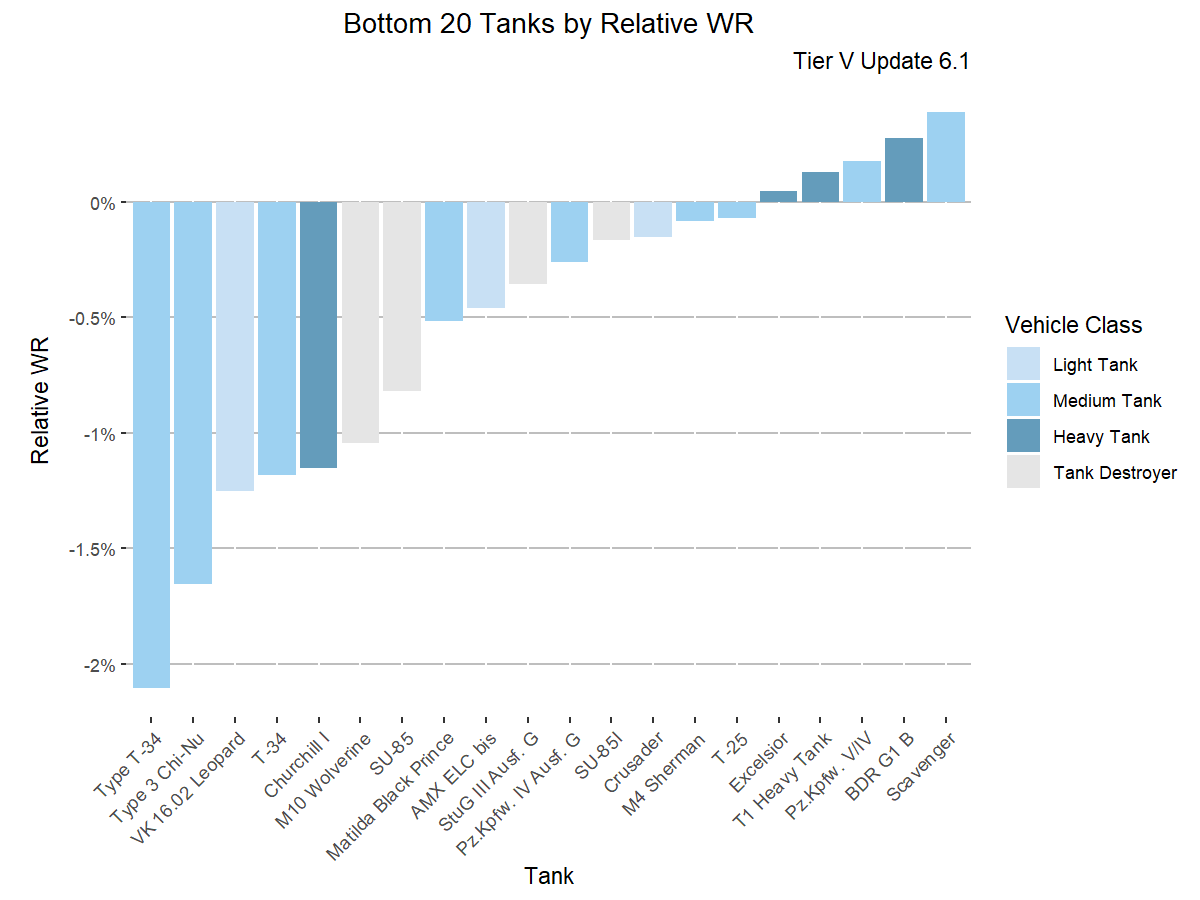 Bottom 20 Tanks by Relative WR
Tier V Update 6.1
0%
-0.5%
-1%
-1.5%
-2%
Relative WR
Type T-34
Type 3 Chi-Nu
VK 16.02 Leopard
T-34
Churchill I
M10 Wolverine
SU-85
Matilda Black Prince
AMX ELC bis
StuG III Ausf. G
Pz.Kpfw. IV Ausf. G
SU-85I
Crusader
M4 Sherman
T-25
Excelsior
T1 Heavy Tank
Pz.Kpfw. V/IV
BDR G1 B
Scavenger
Tank
Vehicle Class
Light Tank
Medium Tank
Heavy Tank
Tank Destroyer